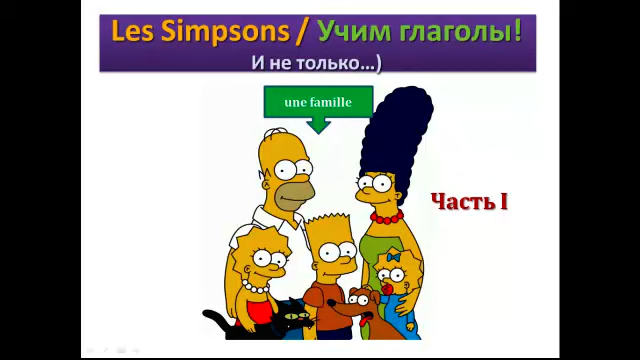 Les Simpsons / Учим глаголы!
И не только...)
une famille
Часть I